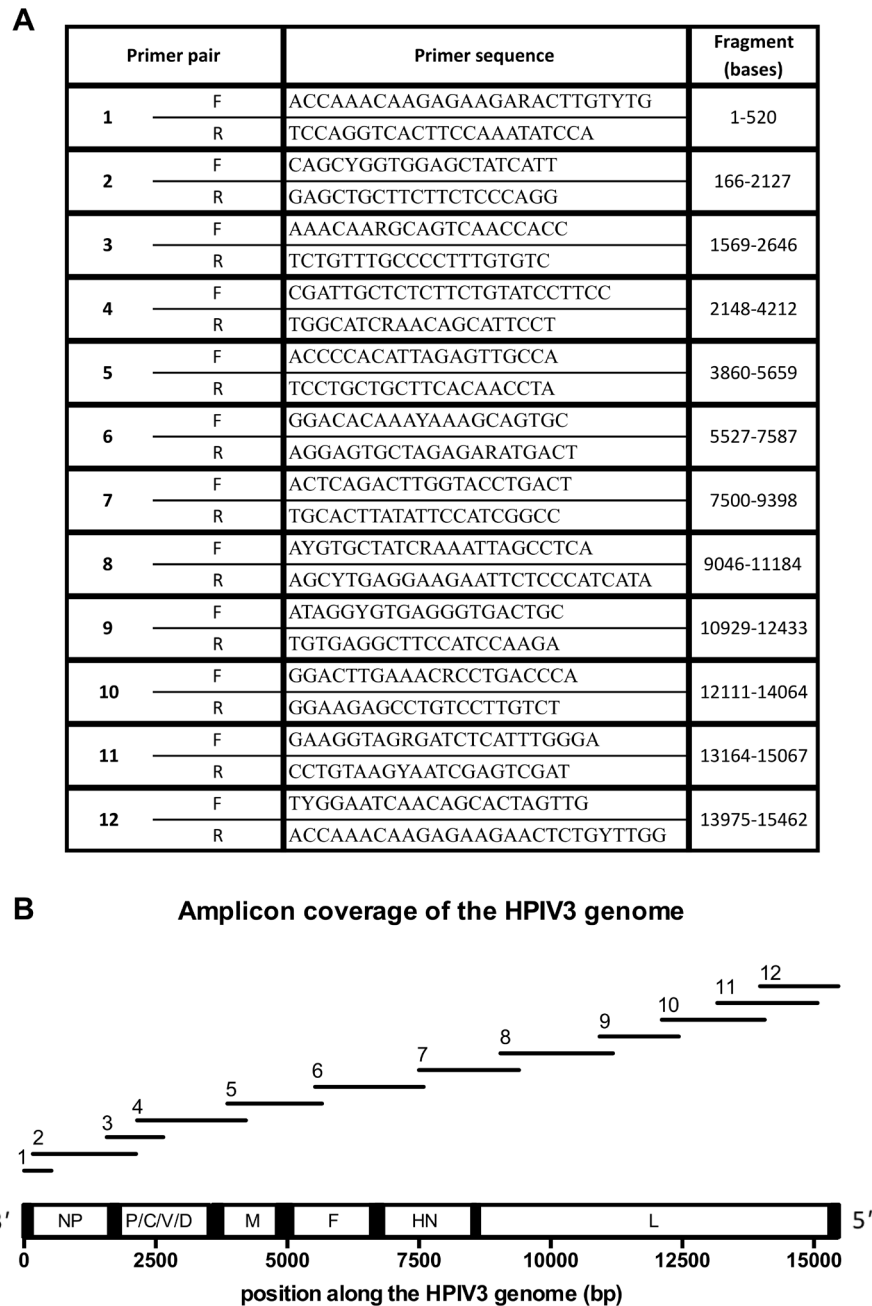 A
Primer pair Primer sequence Fragment (bases)
1 F ACCAAACAAGAGAAGARACTTGTYTG 1-520
R TCCAGGTCACTTCCAAATATCCA
2 F CAGCYGGTGGAGCTATCATT 166-2127
R GAGCTGCTTCTTCTCCCAGG
3 F AAACAARGCAGTCAACCACC 1569-2646
R TCTGTTTGCCCCTTTGTGTC
4 F CGATTGCTCTCTTCTGTATCCTTCC 2148-4212
R TGGCATCRAACAGCATTCCT
5 F ACCCCACATTAGAGTTGCCA 3860-5659
R TCCTGCTGCTTCACAACCTA
6 F GGACACAAAYAAAGCAGTGC 5527-7587
R AGGAGTGCTAGAGARATGACT
7 F ACTCAGACTTGGTACCTGACT 7500-9398
R TGCACTTATATTCCATCGGCC
8 F AYGTGCTATCRAAATTAGCCTCA 9046-11184
R AGCYTGAGGAAGAATTCTCCCATCATA
9 F ATAGGYGTGAGGGTGACTGC 10929-12433
R TGTGAGGCTTCCATCCAAGA
10 F GGACTTGAAACRCCTGACCCA 12111-14064
R GGAAGAGCCTGTCCTTGTCT
11 F GAAGGTAGRGATCTCATTTGGGA 13164-15067
R CCTGTAAGYAATCGAGTCGAT
12 F TYGGAATCAACAGCACTAGTTG 13975-15462
R ACCAAACAAGAGAAGAACTCTGYTTGG
B Amplicon coverage of the HPIV3 genome
12
11
10
9
8
7
6
5
4
3
2
1
3′ NP P/C/V/D M F HN L 5′
0 2500 5000 7500 10000 12500 15000
position along the HPIV3 genome (bp)